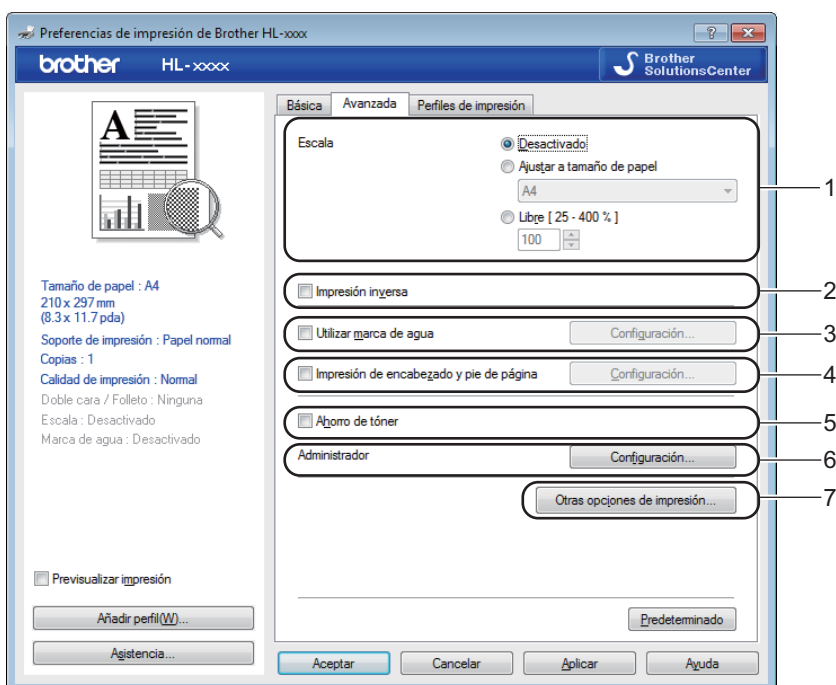 Preferencias de impresión de Brother HL-xxxx
brother HL-xxxx
Brother
SolutionsCenter
Básica Avanzada Perfiles de impresión
Escala
Desactivado
Ajustar a tamaño de papel
A4
Libre [ 25 - 400 % ]
100
1
Impresión inversa
2
Utilizar marca de agua Configuración...
3
Impresión de encabezado y pie de página Configuración...
4
Ahorro de tóner
5
Administrador Configuración...
6
Otras opciones de impresión...
7
A
Tamaño de papel : A4
210 x 297 mm
(8.3 x 11.7 pda)
Soporte de impresión : Papel normal
Copias : 1
Calidad de impresión : Normal
Doble cara / Folleto : Ninguna
Escala : Desactivado
Marca de agua : Desactivado
Previsualizar impresión
Añadir perfil(W)...
Asistencia...
Predeterminado
Aceptar Cancelar Aplicar Ayuda